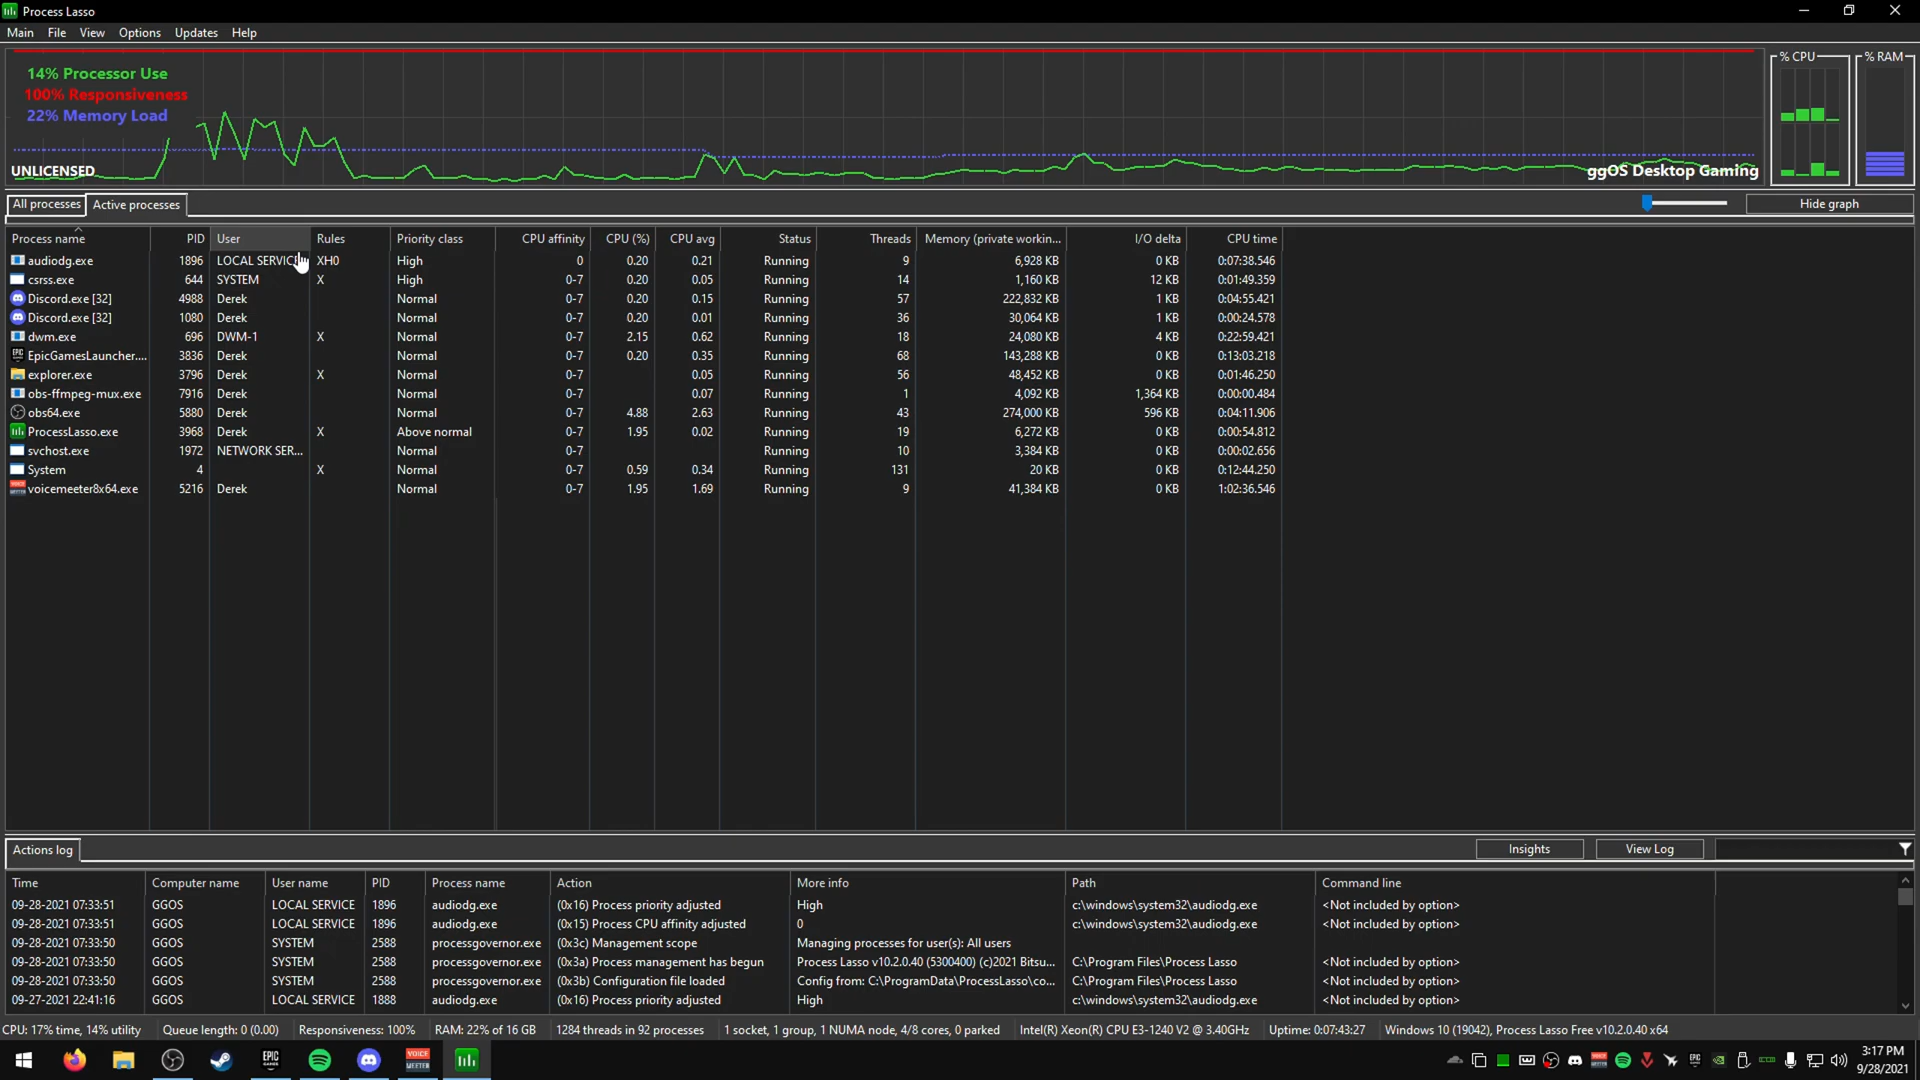 Process Lasso
Main File View Options Updates Help
14% Processor Use
100% Responsiveness
22% Memory Load
UNLICENSED
ggOS Desktop Gaming
% CPU
% RAM
All processes Active processes
Hide graph
Process name PID User Rules Priority class CPU affinity CPU (%) CPU avg Status Threads Memory (private workin... I/O delta CPU time
audiodg.exe 1896 LOCAL SERVICE XH0 High 0 0.20 0.21 Running 9 6,928 KB 0 KB 0:07:38.546
csrss.exe 644 SYSTEM X High 0-7 0.20 0.05 Running 14 1,160 KB 12 KB 0:01:49.359
Discord.exe [32] 4988 Derek Normal 0-7 0.20 0.15 Running 57 222,832 KB 1 KB 0:04:55.421
Discord.exe [32] 1080 Derek Normal 0-7 0.20 0.01 Running 36 30,064 KB 1 KB 0:00:24.578
dwm.exe 696 DWM-1 X Normal 0-7 2.15 0.62 Running 18 24,080 KB 4 KB 0:22:59.421
EpicGamesLauncher.... 3836 Derek Normal 0-7 0.20 0.35 Running 68 143,288 KB 0 KB 0:13:03.218
explorer.exe 3796 Derek X Normal 0-7 0.05 Running 56 48,452 KB 0 KB 0:01:46.250
obs-ffmpeg-mux.exe 7916 Derek Normal 0-7 0.07 Running 1 4,092 KB 1,364 KB 0:00:00.484
obs64.exe 5880 Derek Normal 0-7 4.88 2.63 Running 43 274,000 KB 596 KB 0:04:11.906
ProcessLasso.exe 3968 Derek X Above normal 0-7 1.95 0.02 Running 19 6,272 KB 0 KB 0:00:54.812
svchost.exe 1972 NETWORK SER... Normal 0-7 Running 10 3,384 KB 0 KB 0:00:02.656
System 4 X Normal 0-7 0.59 0.34 Running 131 20 KB 0 KB 0:12:44.250
voicemeeter8x64.exe 5216 Derek Normal 0-7 1.95 1.69 Running 9 41,384 KB 0 KB 1:02:36.546
Actions log
Insights View Log
Time Computer name User name PID Process name Action More info Path Command line
09-28-2021 07:33:51 GGOS LOCAL SERVICE 1896 audiodg.exe (0x16) Process priority adjusted High c:\windows\system32\audiodg.exe <Not included by option>
09-28-2021 07:33:51 GGOS LOCAL SERVICE 1896 audiodg.exe (0x15) Process CPU affinity adjusted 0 c:\windows\system32\audiodg.exe <Not included by option>
09-28-2021 07:33:50 GGOS SYSTEM 2588 processgovernor.exe (0x3c) Management scope Managing processes for user(s): All users
09-28-2021 07:33:50 GGOS SYSTEM 2588 processgovernor.exe (0x3a) Process management has begun Process Lasso v10.2.0.40 (5300400) (c)2021 Bitsu... C:\Program Files\Process Lasso <Not included by option>
09-28-2021 07:33:50 GGOS SYSTEM 2588 processgovernor.exe (0x3b) Configuration file loaded Config from: C:\ProgramData\ProcessLasso\co... C:\Program Files\Process Lasso <Not included by option>
09-27-2021 22:41:16 GGOS LOCAL SERVICE 1888 audiodg.exe (0x16) Process priority adjusted High c:\windows\system32\audiodg.exe <Not included by option>
CPU: 17% time, 14% utility Queue length: 0 (0.00) Responsiveness: 100% RAM: 22% of 16 GB 1284 threads in 92 processes 1 socket, 1 group, 1 NUMA node, 4/8 cores, 0 parked Intel(R) Xeon(R) CPU E3-1240 V2 @ 3.40GHz Uptime: 0:07:43:27 Windows 10 (19042), Process Lasso Free v10.2.0.40 x64
EPIC GAMES
VOICE MEETER
3:17 PM
9/28/2021